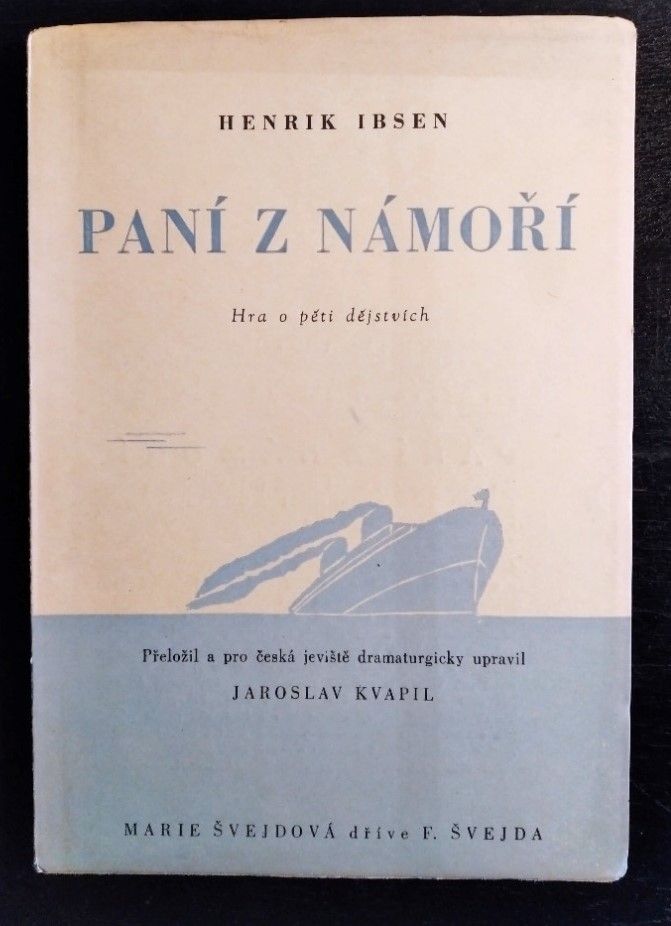 HENRIK IBSEN
PANÍ Z NÁMOŘÍ
Hra o pěti dějstvích
Přeložil a pro česká jeviště dramaturgicky upravil
JAROSLAV KVAPIL
MARIE ŠVEJDOVÁ dříve F. ŠVEJDA